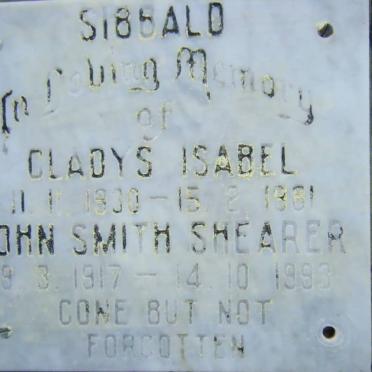 SIBBALD
In Loving Memory
of
GLADYS ISABEL
11. 1. 1930 — 15. 2. 1981
OHN SMITH SHEARER
9. 3. 1917 — 14. 10. 1993
GONE BUT NOT
FORGOTTEN